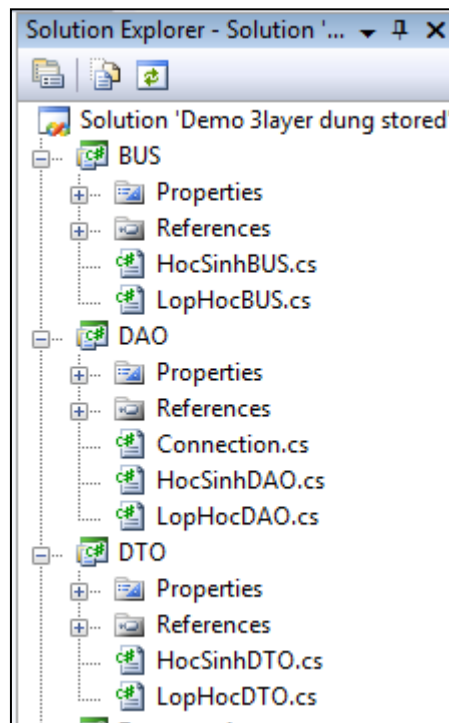 Solution Explorer - Solution '...
Solution 'Demo 3layer dung stored'
BUS
Properties
References
HocSinhBUS.cs
LopHocBUS.cs
DAO
Properties
References
Connection.cs
HocSinhDAO.cs
LopHocDAO.cs
DTO
Properties
References
HocSinhDTO.cs
LopHocDTO.cs